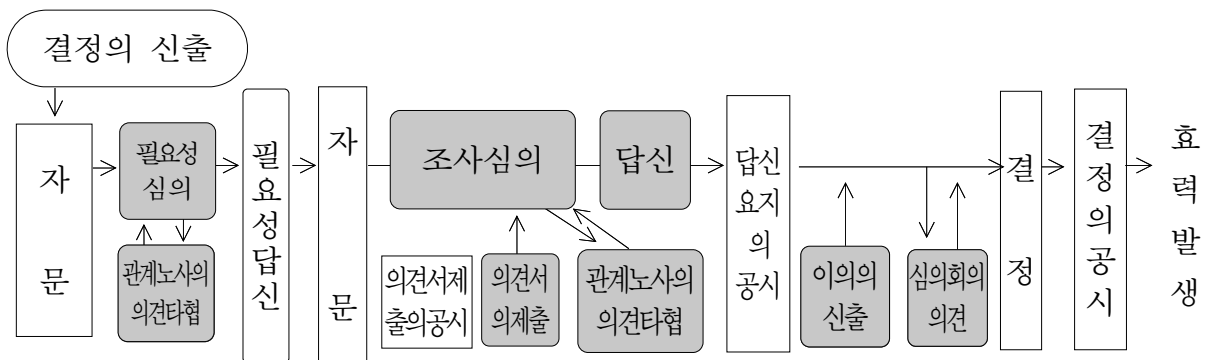 결정의 신출
자문
필요성
심의
관계노사의
의견타협
필요성답신
자문
조사심의
답신
의견서제
출의공시
의견서
의제출
관계노사의
의견타협
답신
요지
의
공시
이의의
신출
심의회의
의견
결정
결정의공시
효력발생